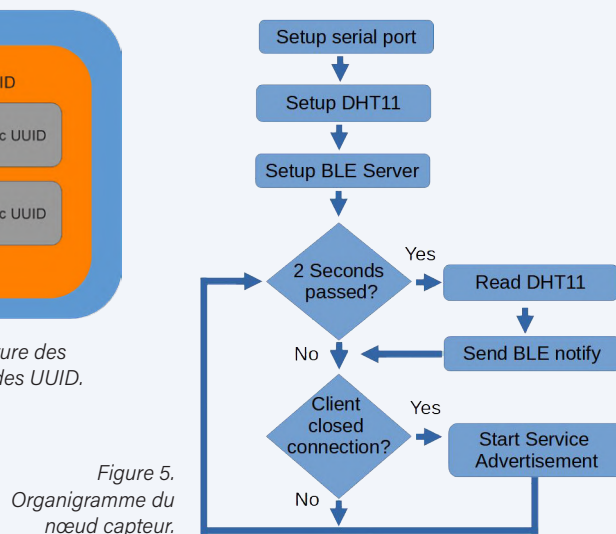 ID
c UUID
c UUID
ure des
des UUID.
Figure 5.
Organigramme du
nœud capteur.
Setup serial port
Setup DHT11
Setup BLE Server
2 Seconds
passed?
Yes
Read DHT11
Send BLE notify
No
Client
closed
connection?
Yes
Start Service
Advertisement
No